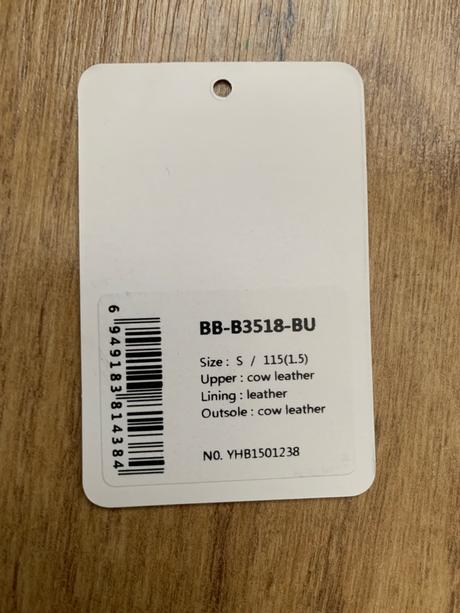 BB-B3518-BU
Size : S / 115(1.5)
Upper : cow leather
Lining : leather
Outsole : cow leather
N0. YHB1501238
6 949183 814384